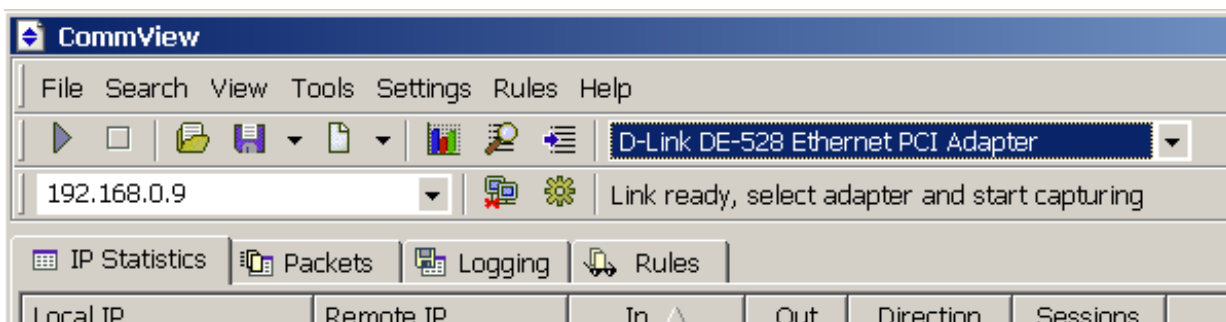 CommView
File Search View Tools Settings Rules Help
D-Link DE-528 Ethernet PCI Adapter
192.168.0.9 Link ready, select adapter and start capturing
IP Statistics Packets Logging Rules
Local IP Remote IP In Out Direction Sessions